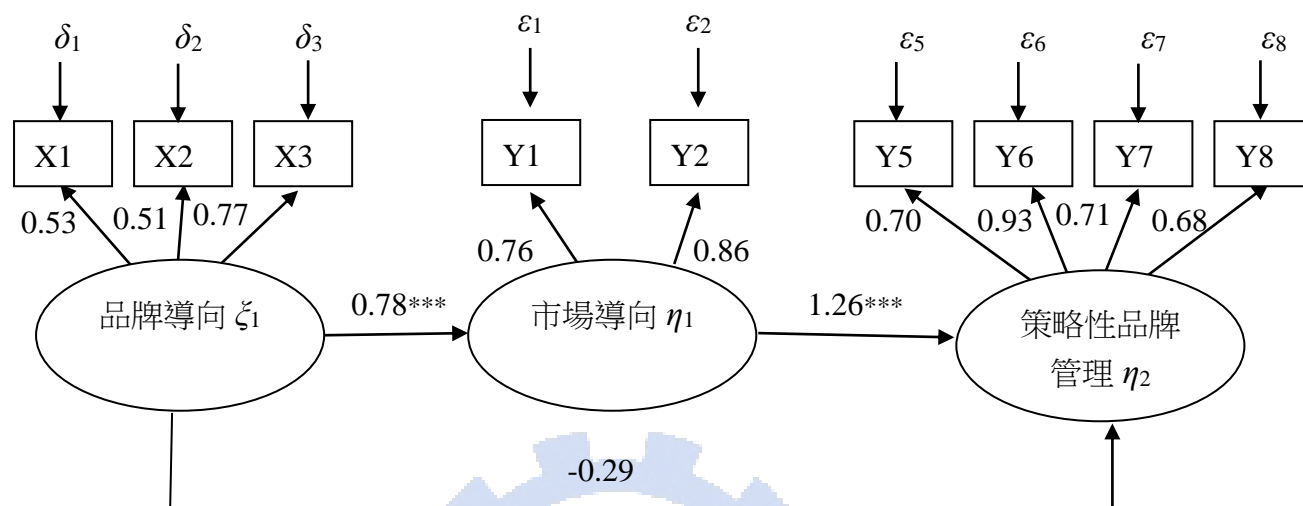 δ1 δ2 δ3 ε1 ε2 ε5 ε6 ε7 ε8
X1 X2 X3 Y1 Y2 Y5 Y6 Y7 Y8
0.53 0.51 0.77 0.76 0.86 0.70 0.93 0.71 0.68
品牌導向 ξ1 0.78*** 市場導向 η1 1.26*** 策略性品牌
管理 η2
-0.29